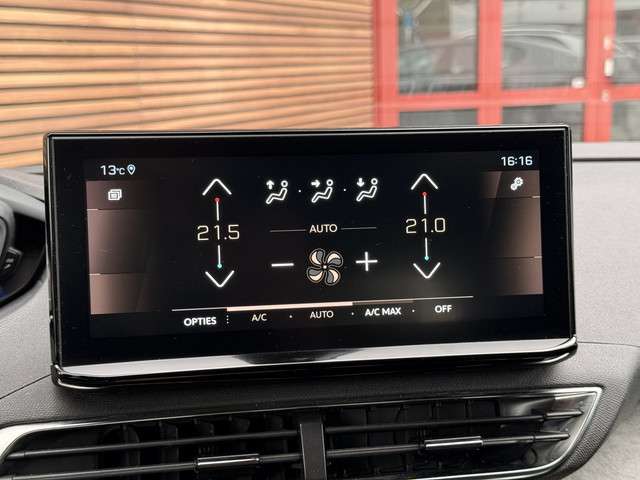 13°C 16:16
21.5 AUTO 21.0
− +
OPTIES A/C AUTO A/C MAX OFF